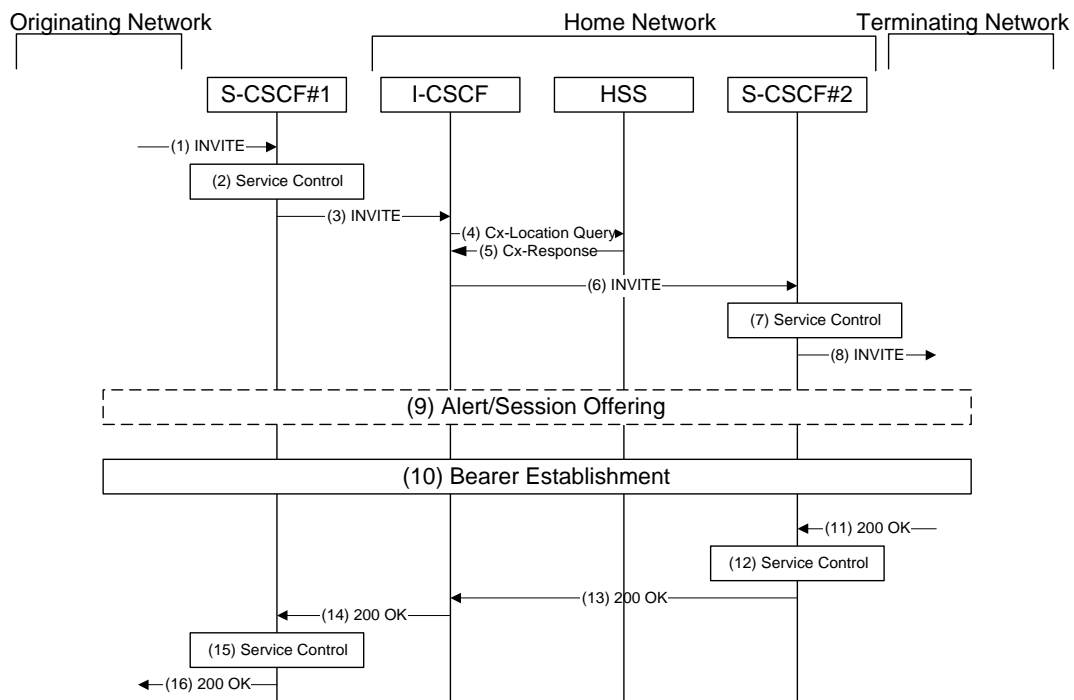 Originating Network
Home Network
Terminating Network
S-CSCF#1
I-CSCF
HSS
S-CSCF#2
(1) INVITE
(2) Service Control
(3) INVITE
(4) Cx-Location Query
(5) Cx-Response
(6) INVITE
(7) Service Control
(8) INVITE
(9) Alert/Session Offering
(10) Bearer Establishment
(11) 200 OK
(12) Service Control
(13) 200 OK
(14) 200 OK
(15) Service Control
(16) 200 OK